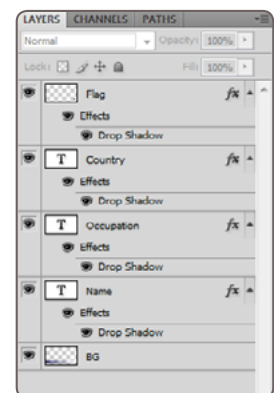 LAYERS CHANNELS PATHS
Normal Opacity: 100%
Lock: Fill: 100%
Flag fx
Effects
Drop Shadow
T Country fx
Effects
Drop Shadow
T Occupation fx
Effects
Drop Shadow
T Name fx
Effects
Drop Shadow
BG